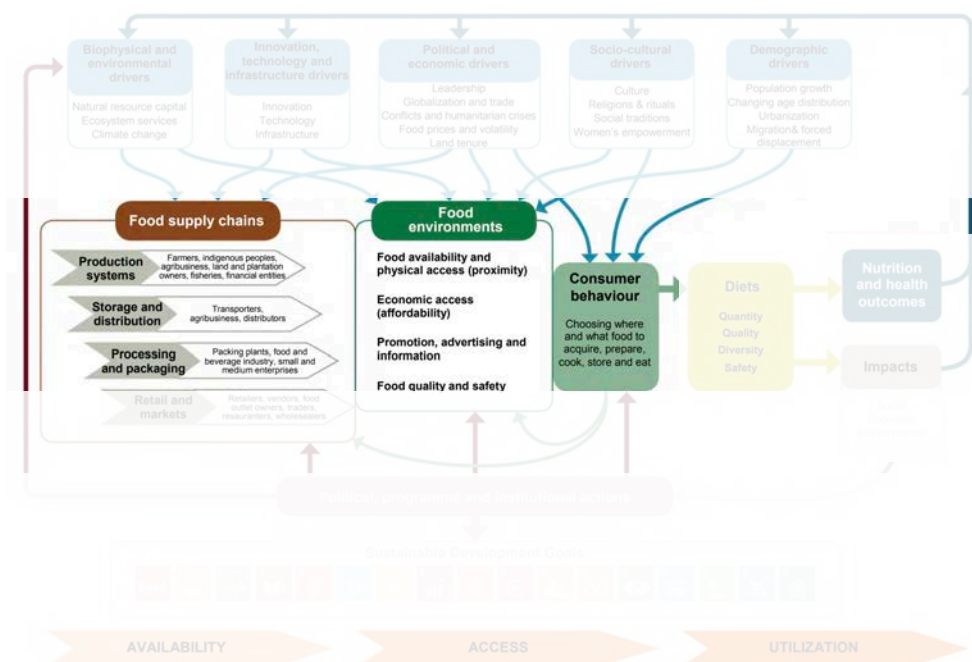 Biophysical and
environmental
drivers
Natural resource capital
Ecosystem services
Climate change
Innovation,
technology and
infrastructure drivers
Innovation
Technology
Infrastructure
Political and
economic drivers
Leadership
Globalization and trade
Conflicts and humanitarian crises
Food prices and volatility
Land tenure
Socio-cultural
drivers
Culture
Religions & rituals
Social traditions
Women's empowerment
Demographic
drivers
Population growth
Changing age distribution
Urbanization
Migration& forced
displacement
Food supply chains
Production
systems
Farmers, indigenous peoples,
agribusiness, land and plantation
owners, fisheries, financial entities
Storage and
distribution
Transporters,
agribusiness, distributors
Processing
and packaging
Packing plants, food and
beverage industry, small and
medium enterprises
Retail and
markets
Retailers, vendors, food
outlet owners, traders,
restauranters, wholesalers
Food
environments
Food availability and
physical access (proximity)
Economic access
(affordability)
Promotion, advertising and
information
Food quality and safety
Consumer
behaviour
Choosing where
and what food to
acquire, prepare,
cook, store and eat
Diets
Quantity
Quality
Diversity
Safety
Nutrition
and health
outcomes
Impacts
Political, programme and institutional actions
Sustainable Development Goals
AVAILABILITY
ACCESS
UTILIZATION